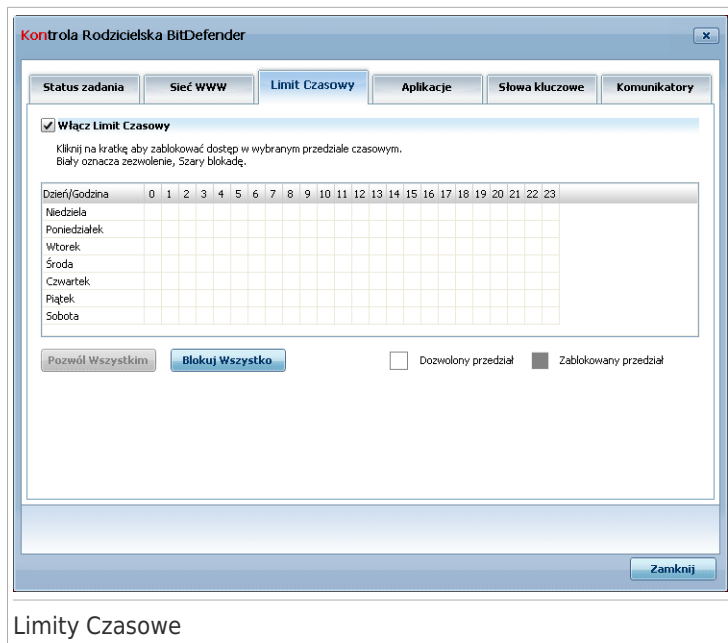 Kontrola Rodzicielska BitDefender
Status zadania Sieć WWW Limit Czasowy Aplikacje Słowa kluczowe Komunikatory
Włącz Limit Czasowy
Kliknij na kratkę aby zablokować dostęp w wybranym przedziale czasowym.
Biały oznacza zezwolenie, Szary blokadę.
Dzień/Godzina 0 1 2 3 4 5 6 7 8 9 10 11 12 13 14 15 16 17 18 19 20 21 22 23
Niedziela
Poniedziałek
Wtorek
Środa
Czwartek
Piątek
Sobota
Pozwól Wszystkim Blokuj Wszystko Dozwolony przedział Zablokowany przedział
Zamknij
Limity Czasowe